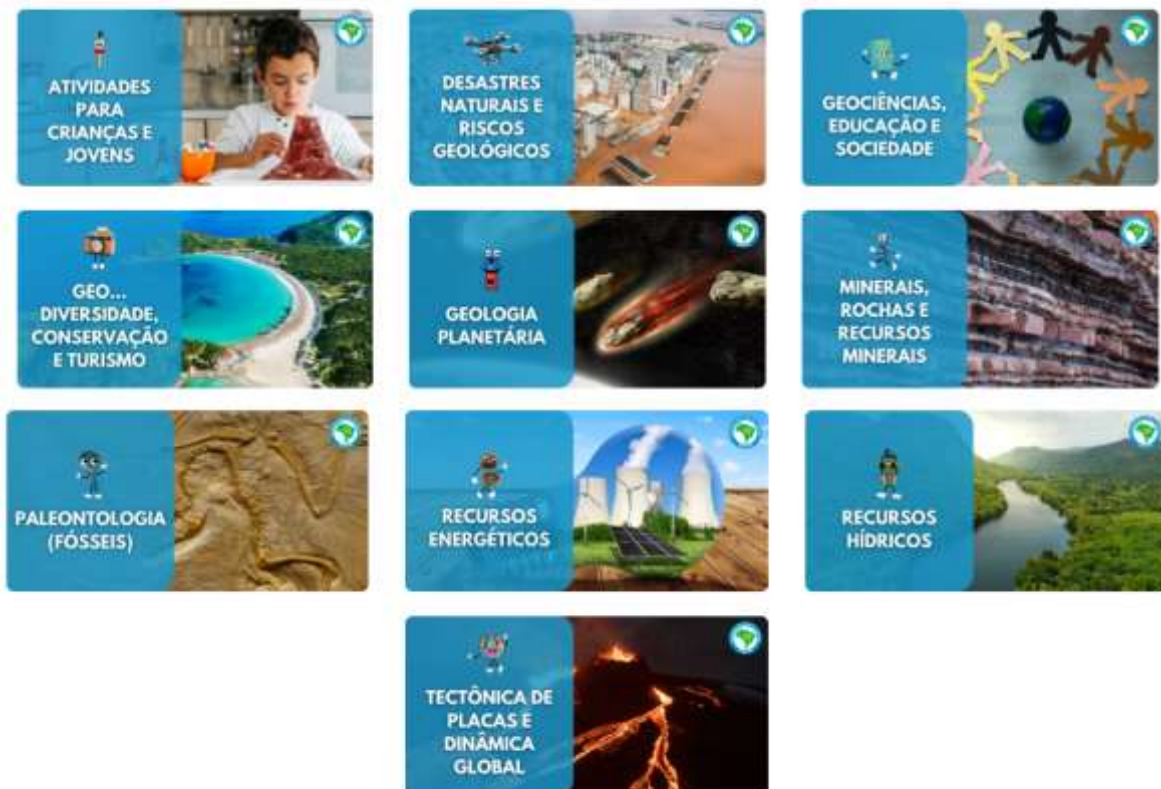 ATIVIDADES
PARA
CRIANÇAS E
JOVENS
DESASTRES
NATURAIS E
RISCOS
GEOLÓGICOS
GEOCIÊNCIAS,
EDUCAÇÃO E
SOCIEDADE
GEO...
DIVERSIDADE,
CONSERVAÇÃO
E TURISMO
GEOLOGIA
PLANETÁRIA
MINERAIS,
ROCHAS E
RECURSOS
MINERAIS
PALEONTOLOGIA
(FÓSSEIS)
RECURSOS
ENERGÉTICOS
RECURSOS
HÍDRICOS
TECTÔNICA DE
PLACAS E
DINÂMICA
GLOBAL